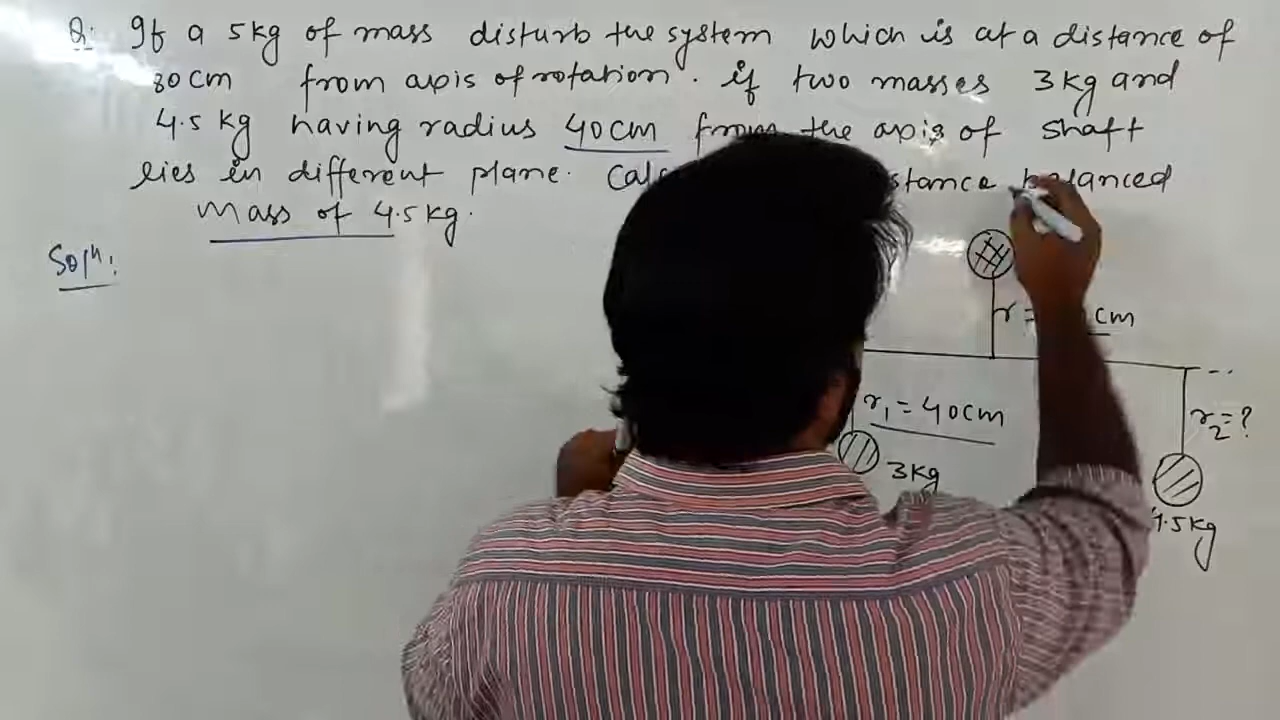 Q: If a 5kg of mass disturb the system which is at a distance of
30cm from axis of rotation. if two masses 3kg and
4.5 kg having radius 40cm from the axis of shaft
lies in different plane. stance balanced
Mass of 4.5kg.
Soln:
r = cm
r1 = 40cm
r2 = ?
3kg
4.5kg